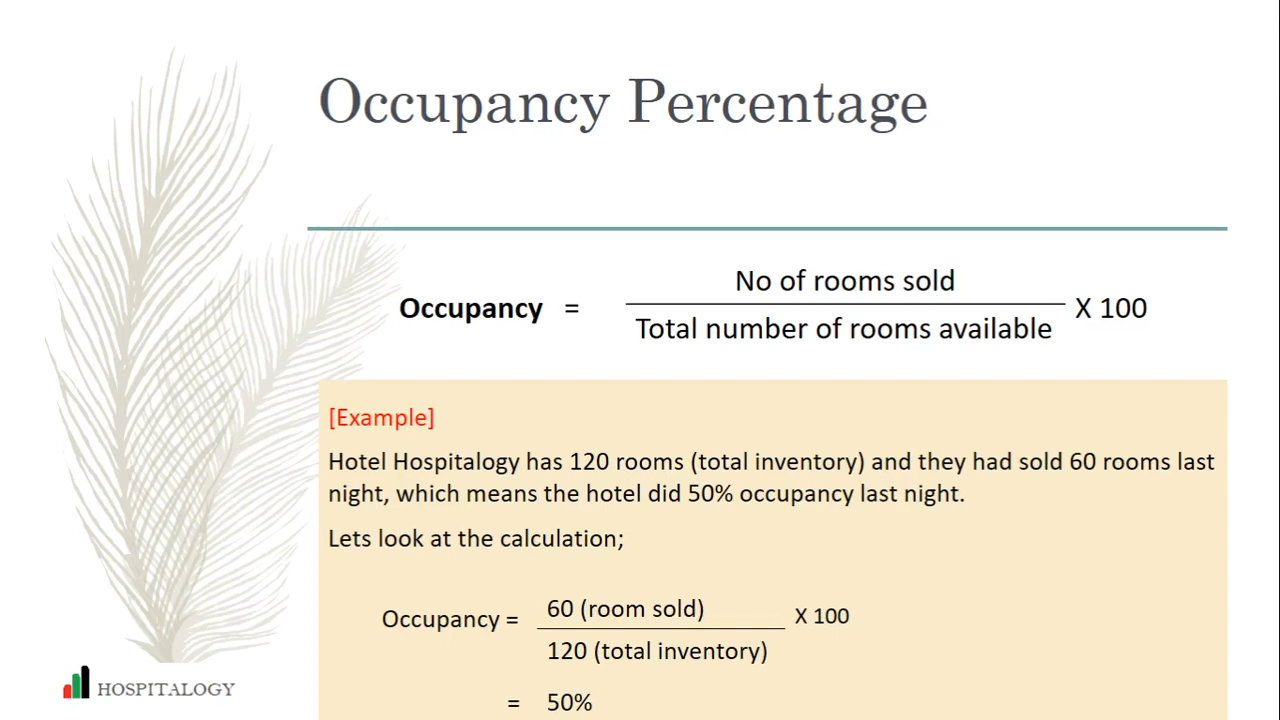 Occupancy Percentage
No of rooms sold
Occupancy = X 100
Total number of rooms available
[Example]
Hotel Hospitalogy has 120 rooms (total inventory) and they had sold 60 rooms last
night, which means the hotel did 50% occupancy last night.
Lets look at the calculation;
60 (room sold)
Occupancy = X 100
120 (total inventory)
= 50%
HOSPITALOGY